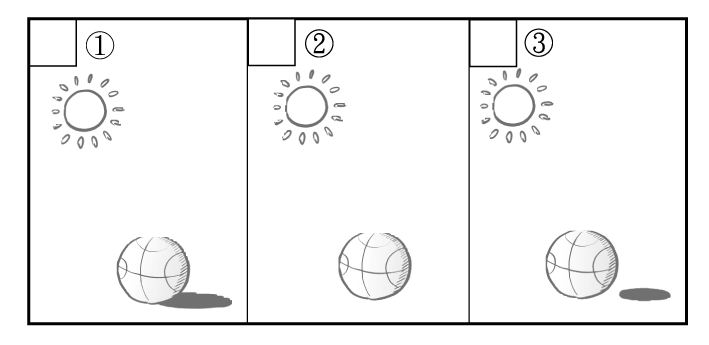 ① ② ③